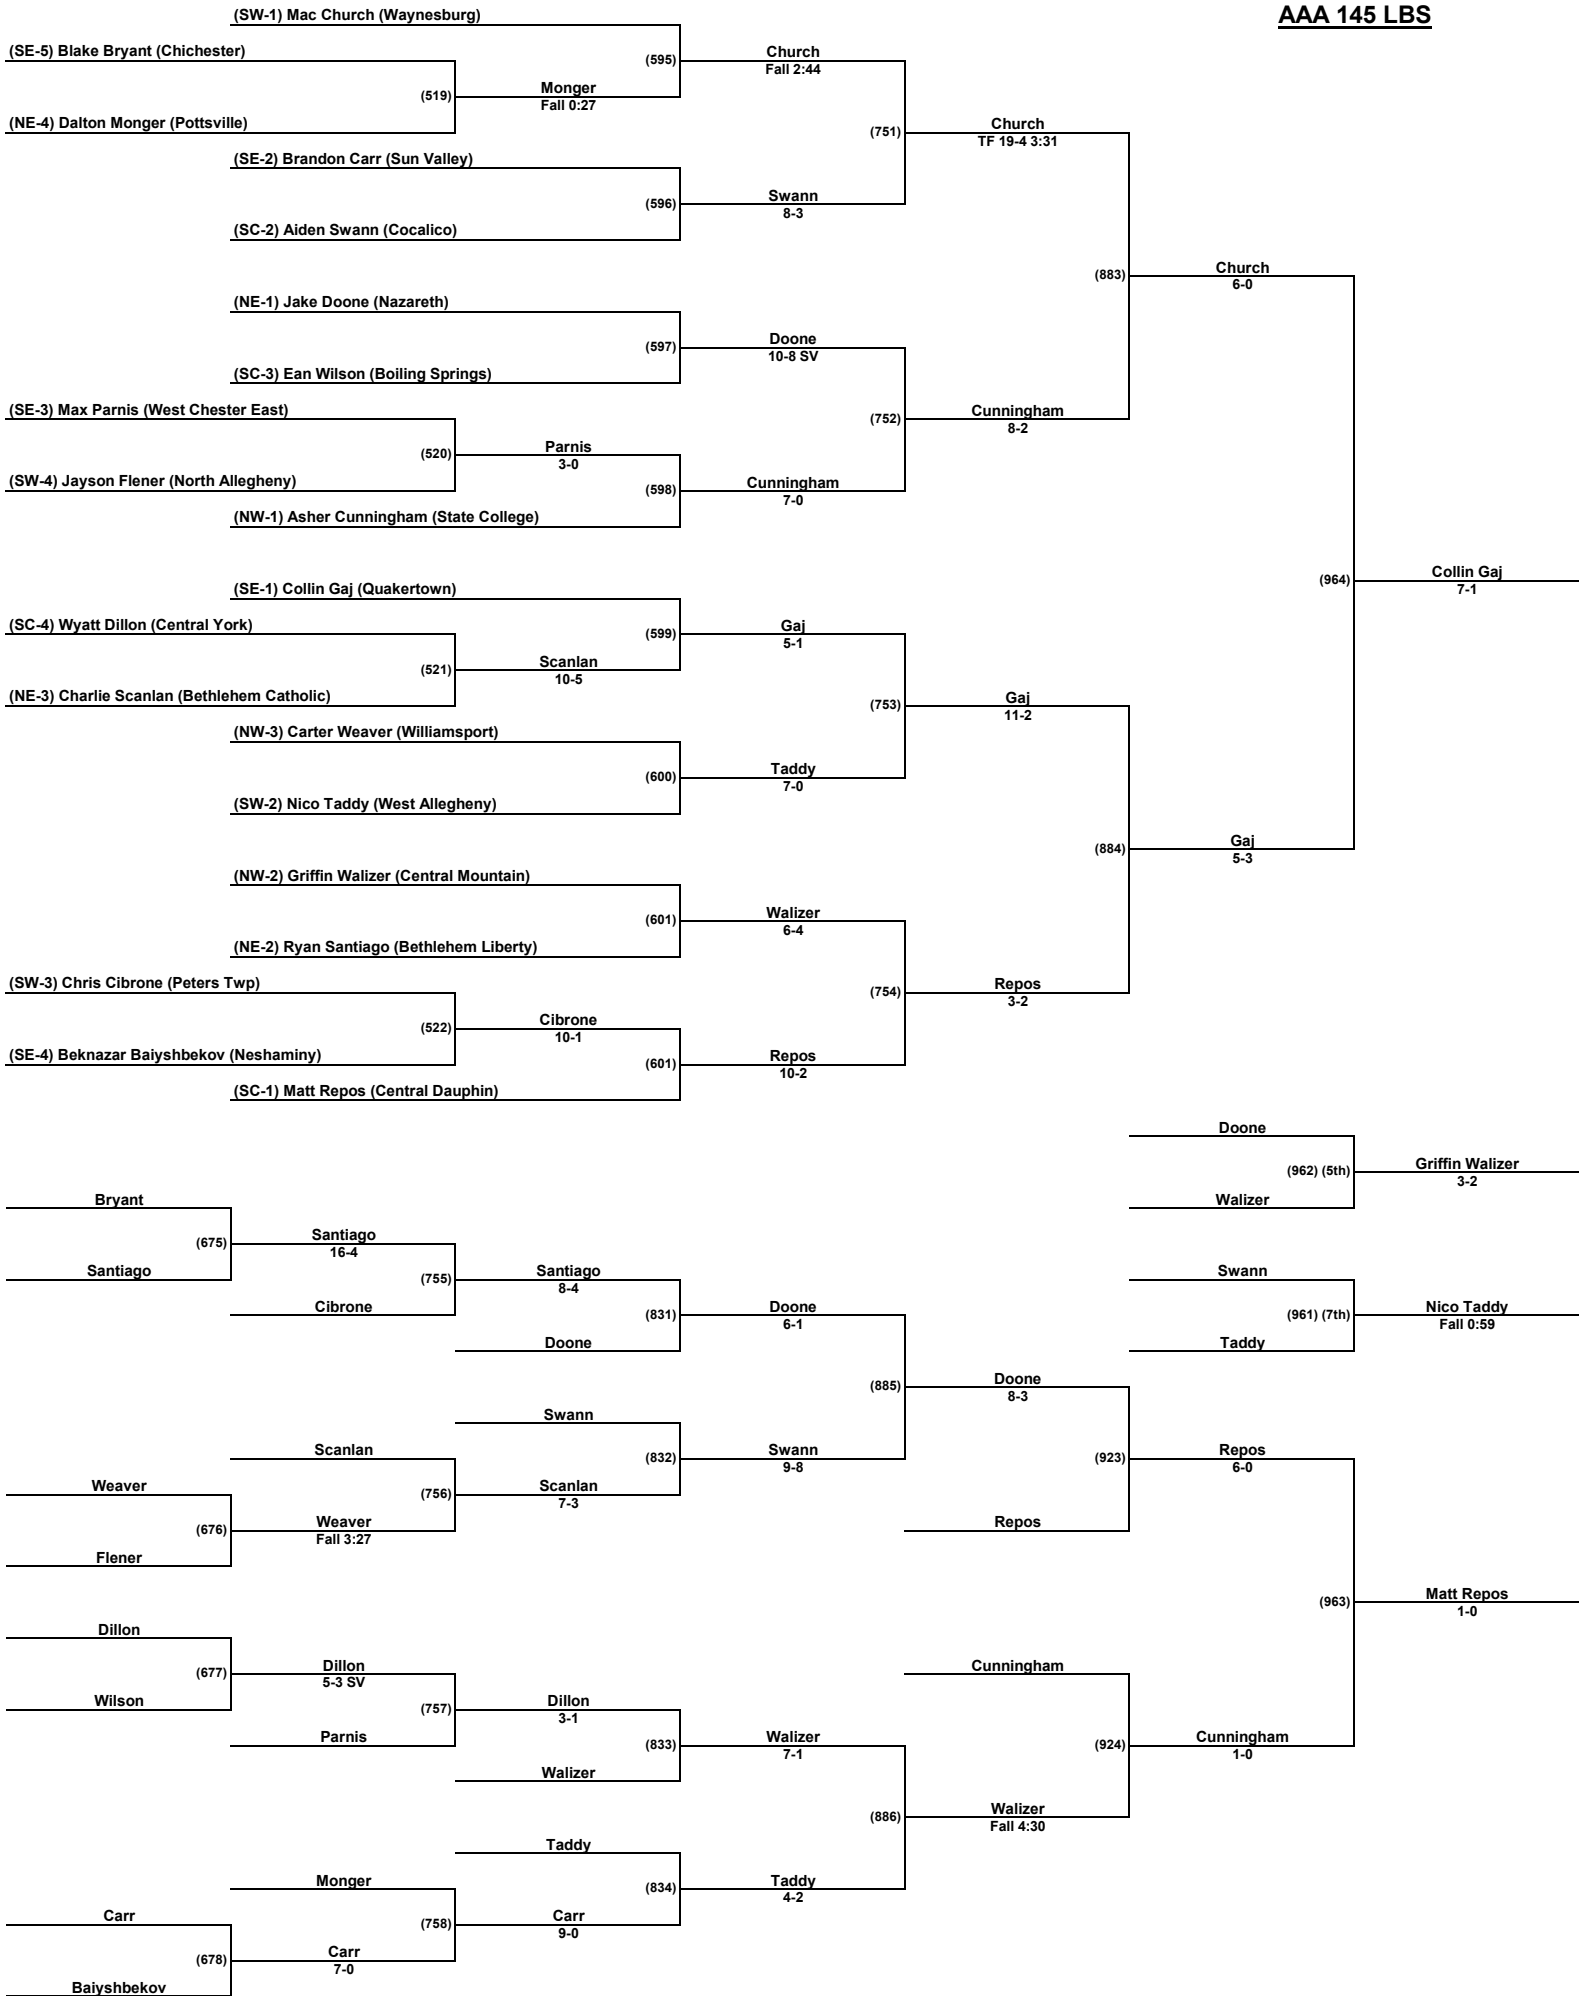 (SW-1) Mac Church (Waynesburg)
AAA 145 LBS
(SE-5) Blake Bryant (Chichester)
(595)
Church
Fall 2:44
(519)
Monger
Fall 0:27
(NE-4) Dalton Monger (Pottsville)
(751)
Church
TF 19-4 3:31
(SE-2) Brandon Carr (Sun Valley)
(596)
Swann
8-3
(SC-2) Aiden Swann (Cocalico)
(883)
Church
6-0
(NE-1) Jake Doone (Nazareth)
(597)
Doone
10-8 SV
(SC-3) Ean Wilson (Boiling Springs)
(SE-3) Max Parnis (West Chester East)
(752)
Cunningham
8-2
(520)
Parnis
3-0
(SW-4) Jayson Flener (North Allegheny)
(598)
Cunningham
7-0
(NW-1) Asher Cunningham (State College)
(964)
Collin Gaj
7-1
(SE-1) Collin Gaj (Quakertown)
(SC-4) Wyatt Dillon (Central York)
(599)
Gaj
5-1
(521)
Scanlan
10-5
(NE-3) Charlie Scanlan (Bethlehem Catholic)
(753)
Gaj
11-2
(NW-3) Carter Weaver (Williamsport)
(600)
Taddy
7-0
(SW-2) Nico Taddy (West Allegheny)
(884)
Gaj
5-3
(NW-2) Griffin Walizer (Central Mountain)
(601)
Walizer
6-4
(NE-2) Ryan Santiago (Bethlehem Liberty)
(SW-3) Chris Cibrone (Peters Twp)
(754)
Repos
3-2
(522)
Cibrone
10-1
(SE-4) Beknazar Baiyshbekov (Neshaminy)
(601)
Repos
10-2
(SC-1) Matt Repos (Central Dauphin)
Doone
(962) (5th)
Griffin Walizer
3-2
Walizer
Bryant
(675)
Santiago
16-4
Santiago
(755)
Santiago
8-4
Swann
Cibrone
(831)
Doone
6-1
(961) (7th)
Nico Taddy
Fall 0:59
Doone
Taddy
(885)
Doone
8-3
Swann
Scanlan
(832)
Swann
9-8
(923)
Repos
6-0
Weaver
(756)
Scanlan
7-3
(676)
Weaver
Fall 3:27
Repos
Flener
(963)
Matt Repos
1-0
Dillon
(677)
Dillon
5-3 SV
Cunningham
Wilson
(757)
Dillon
3-1
Parnis
(833)
Walizer
7-1
(924)
Cunningham
1-0
Walizer
(886)
Walizer
Fall 4:30
Taddy
Monger
(834)
Taddy
4-2
Carr
(758)
Carr
9-0
(678)
Carr
7-0
Baiyshbekov